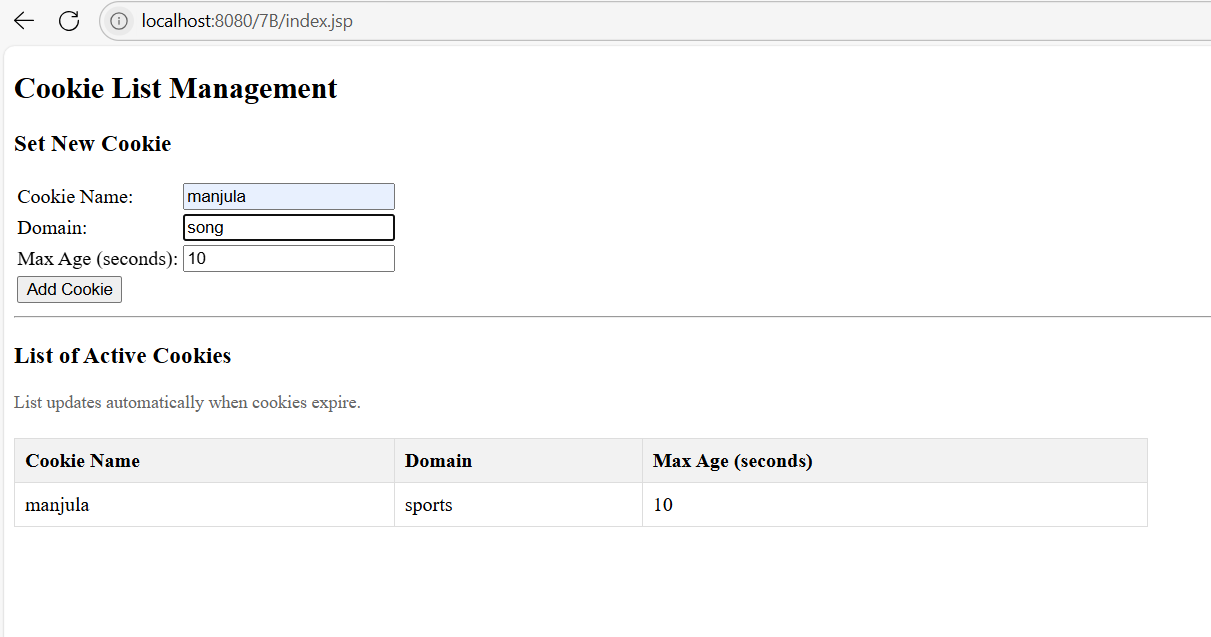 localhost:8080/7B/index.jsp
Cookie List Management
Set New Cookie
Cookie Name: manjula
Domain: song
Max Age (seconds): 10
Add Cookie
List of Active Cookies
List updates automatically when cookies expire.
Cookie Name Domain Max Age (seconds)
manjula sports 10